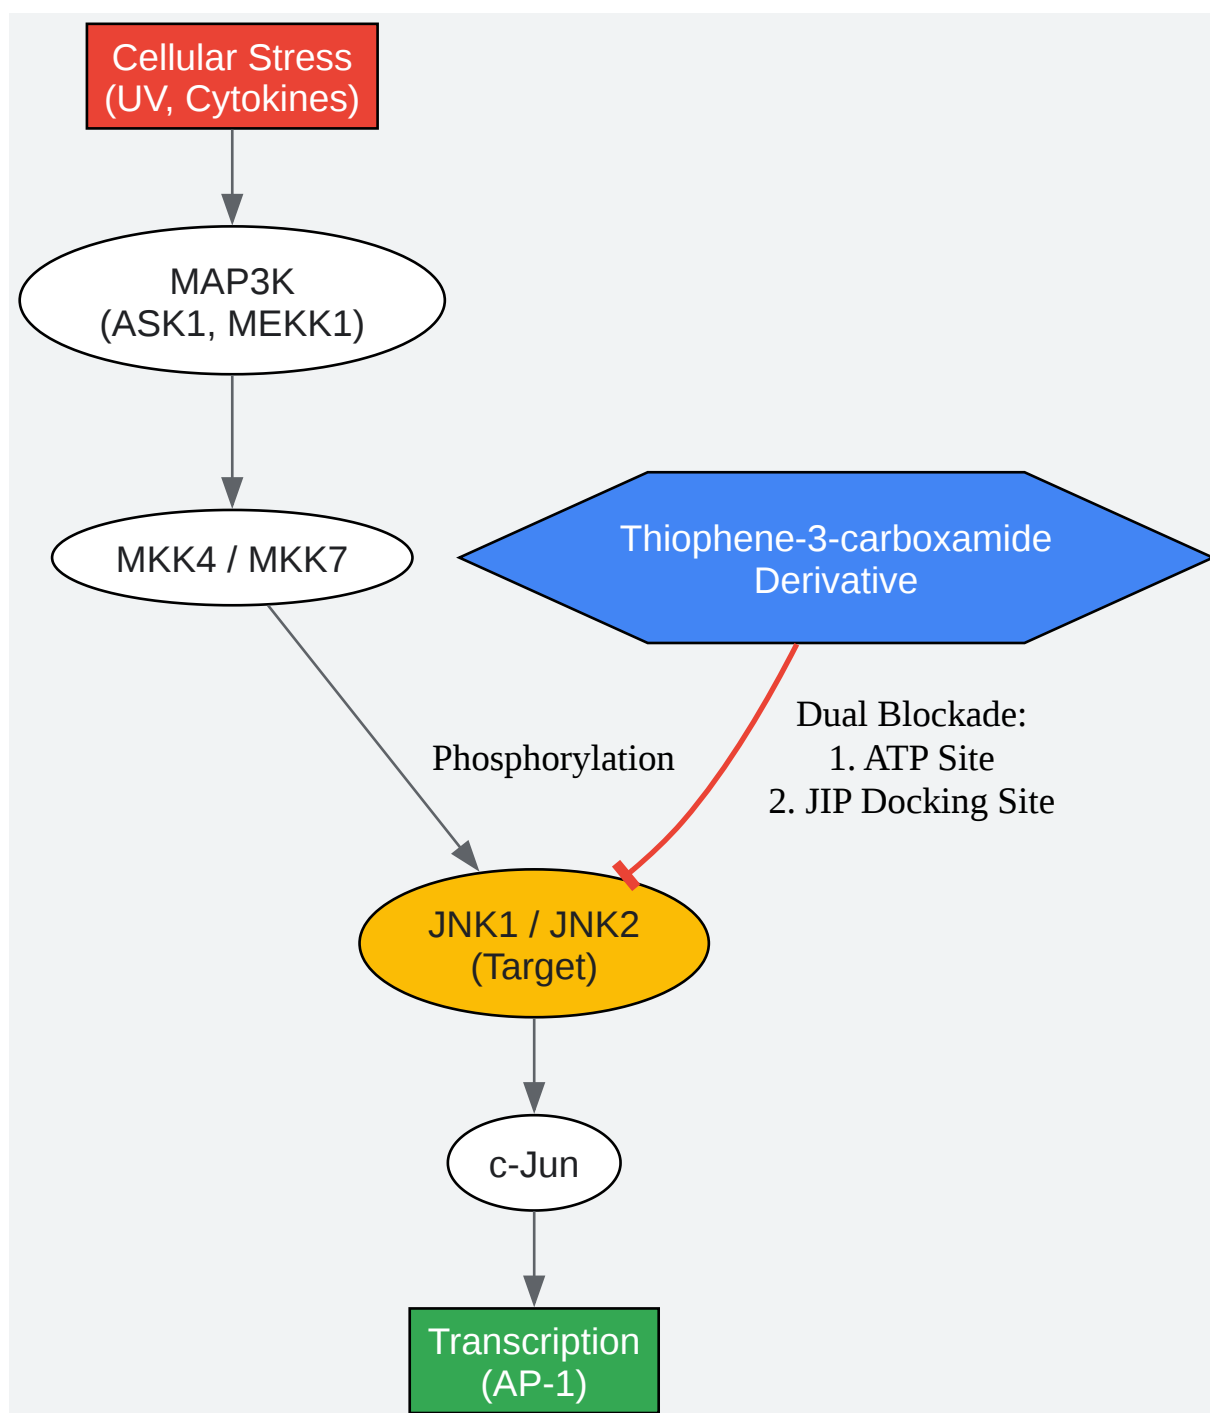 Cellular Stress
(UV, Cytokines)
MAP3K
(ASK1, MEKK1)
MKK4 / MKK7
Thiophene-3-carboxamide
Derivative
Phosphorylation
Dual Blockade:
1. ATP Site
2. JIP Docking Site
JNK1 / JNK2
(Target)
c-Jun
Transcription
(AP-1)